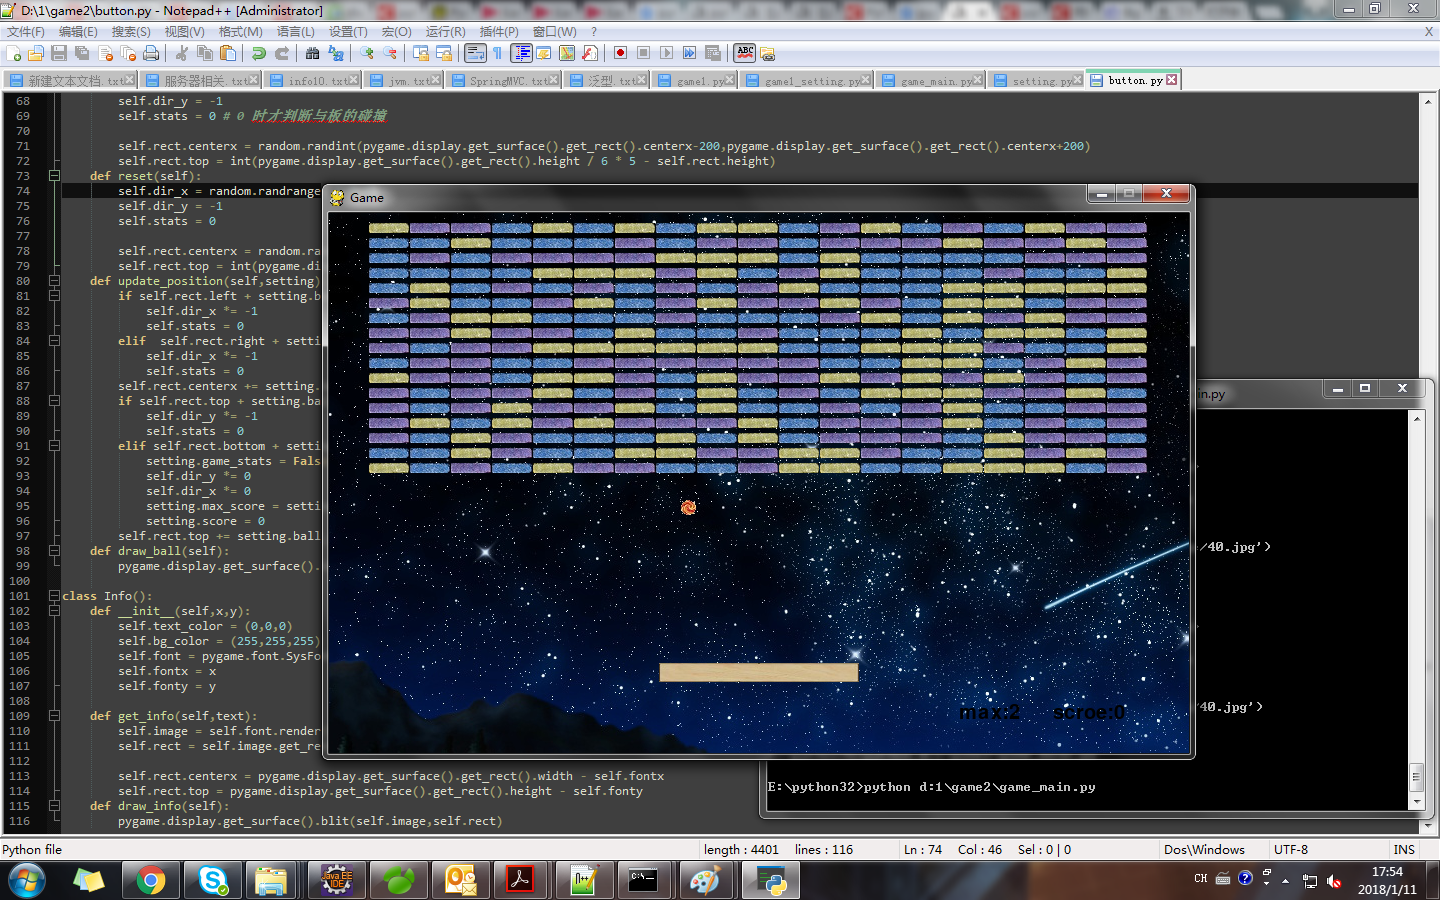 D:\1\game2\button.py - Notepad++ [Administrator]
文件(F) 编辑(E) 搜索(S) 视图(V) 格式(M) 语言(L) 设置(T) 宏(O) 运行(R) 插件(P) 窗口(W) ? X
新建文本文档.txt 服务器相关.txt info10.txt jvm.txt SpringMVC.txt 泛型.txt game1.py game1_setting.py game_main.py setting.py button.py
68 self.dir_y = -1
69 self.stats = 0 # 0 时才判断与板的碰撞
70
71 self.rect.centerx = random.randint(pygame.display.get_surface().get_rect().centerx-200,pygame.display.get_surface().get_rect().centerx+200)
72 self.rect.top = int(pygame.display.get_surface().get_rect().height / 6 * 5 - self.rect.height)
73 def reset(self):
74 self.dir_x = random.randrange
75 self.dir_y = -1
76 self.stats = 0
77
78 self.rect.centerx = random.ra
79 self.rect.top = int(pygame.di
80 def update_position(self,setting)
81 if self.rect.left + setting.b
82 self.dir_x *= -1
83 self.stats = 0
84 elif self.rect.right + setti
85 self.dir_x *= -1
86 self.stats = 0
87 self.rect.centerx += setting.
88 if self.rect.top + setting.ba
89 self.dir_y *= -1
90 self.stats = 0
91 elif self.rect.bottom + setti
92 setting.game_stats = Fals
93 self.dir_y *= 0
94 self.dir_x *= 0
95 setting.max_score = setti
96 setting.score = 0
97 self.rect.top += setting.ball
98 def draw_ball(self):
99 pygame.display.get_surface().
100
101 class Info():
102 def __init__(self,x,y):
103 self.text_color = (0,0,0)
104 self.bg_color = (255,255,255)
105 self.font = pygame.font.SysFo
106 self.fontx = x
107 self.fonty = y
108
109 def get_info(self,text):
110 self.image = self.font.render
111 self.rect = self.image.get_re
112
113 self.rect.centerx = pygame.display.get_surface().get_rect().width - self.fontx
114 self.rect.top = pygame.display.get_surface().get_rect().height - self.fonty
115 def draw_info(self):
116 pygame.display.get_surface().blit(self.image,self.rect)
Game
max:2 scroe:0
in.py
/40.jpg'>
/40.jpg'>
E:\python32>python d:1\game2\game_main.py
Python file length : 4401 lines : 116 Ln : 74 Col : 46 Sel : 0 | 0 Dos\Windows UTF-8 INS
Java EE IDE
CH
17:54
2018/1/11